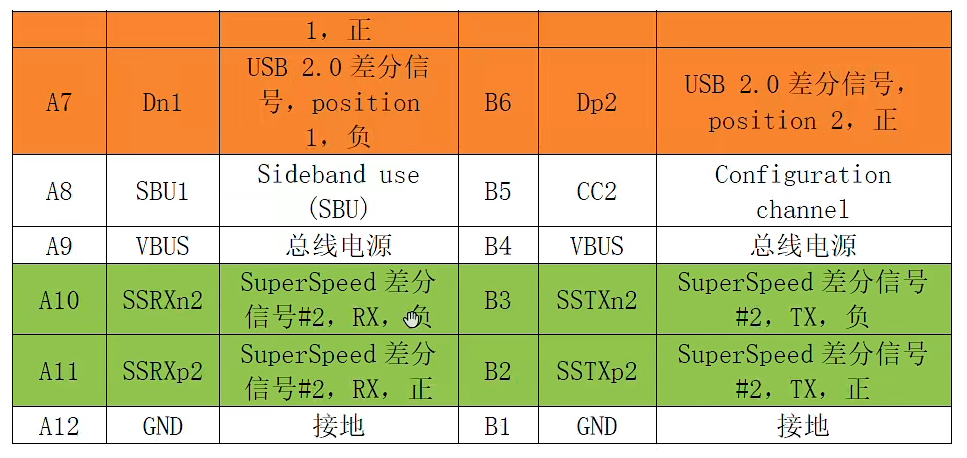 1，正
A7 Dn1 USB 2.0 差分信号，position 1，负 B6 Dp2 USB 2.0 差分信号，position 2，正
A8 SBU1 Sideband use (SBU) B5 CC2 Configuration channel
A9 VBUS 总线电源 B4 VBUS 总线电源
A10 SSRXn2 SuperSpeed 差分信号#2，RX，负 B3 SSTXn2 SuperSpeed 差分信号#2，TX，负
A11 SSRXp2 SuperSpeed 差分信号#2，RX，正 B2 SSTXp2 SuperSpeed 差分信号#2，TX，正
A12 GND 接地 B1 GND 接地